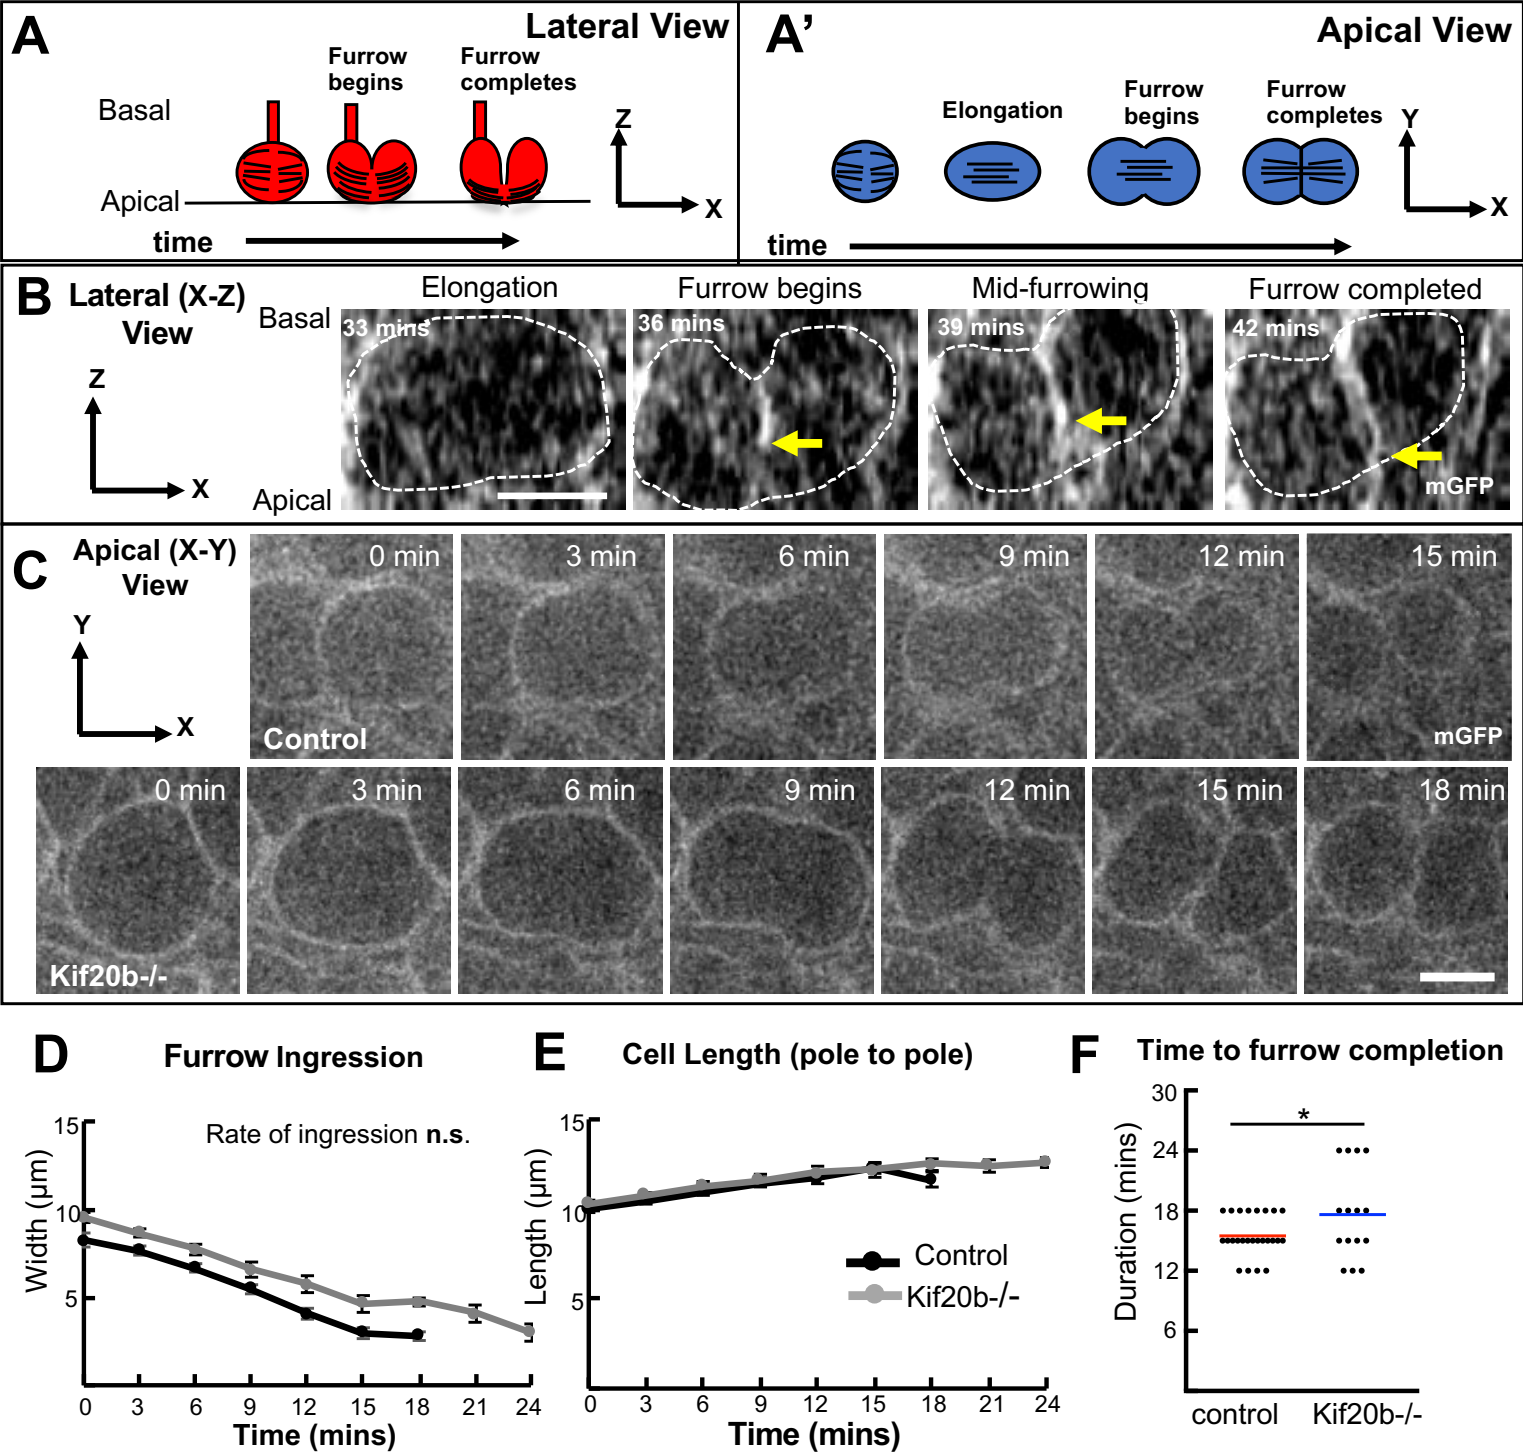 A
Lateral View
Furrow
begins
Furrow
completes
Basal
Apical
Z
X
time
A’
Apical View
Elongation
Furrow
begins
Furrow
completes
Y
X
time
B
Lateral (X-Z)
View
Z
X
Basal
Apical
Elongation
Furrow begins
Mid-furrowing
Furrow completed
33 mins
36 mins
39 mins
42 mins
mGFP
C
Apical (X-Y)
View
Y
X
0 min
3 min
6 min
9 min
12 min
15 min
Control
mGFP
0 min
3 min
6 min
9 min
12 min
15 min
18 min
Kif20b-/-
D
Furrow Ingression
Rate of ingression n.s.
Width (µm)
15
10
5
0 3 6 9 12 15 18 21 24
Time (mins)
E
Cell Length (pole to pole)
Length (µm)
15
10
5
Control
Kif20b-/-
0 3 6 9 12 15 18 21 24
Time (mins)
F
Time to furrow completion
*
Duration (mins)
30
24
18
12
6
control
Kif20b-/-